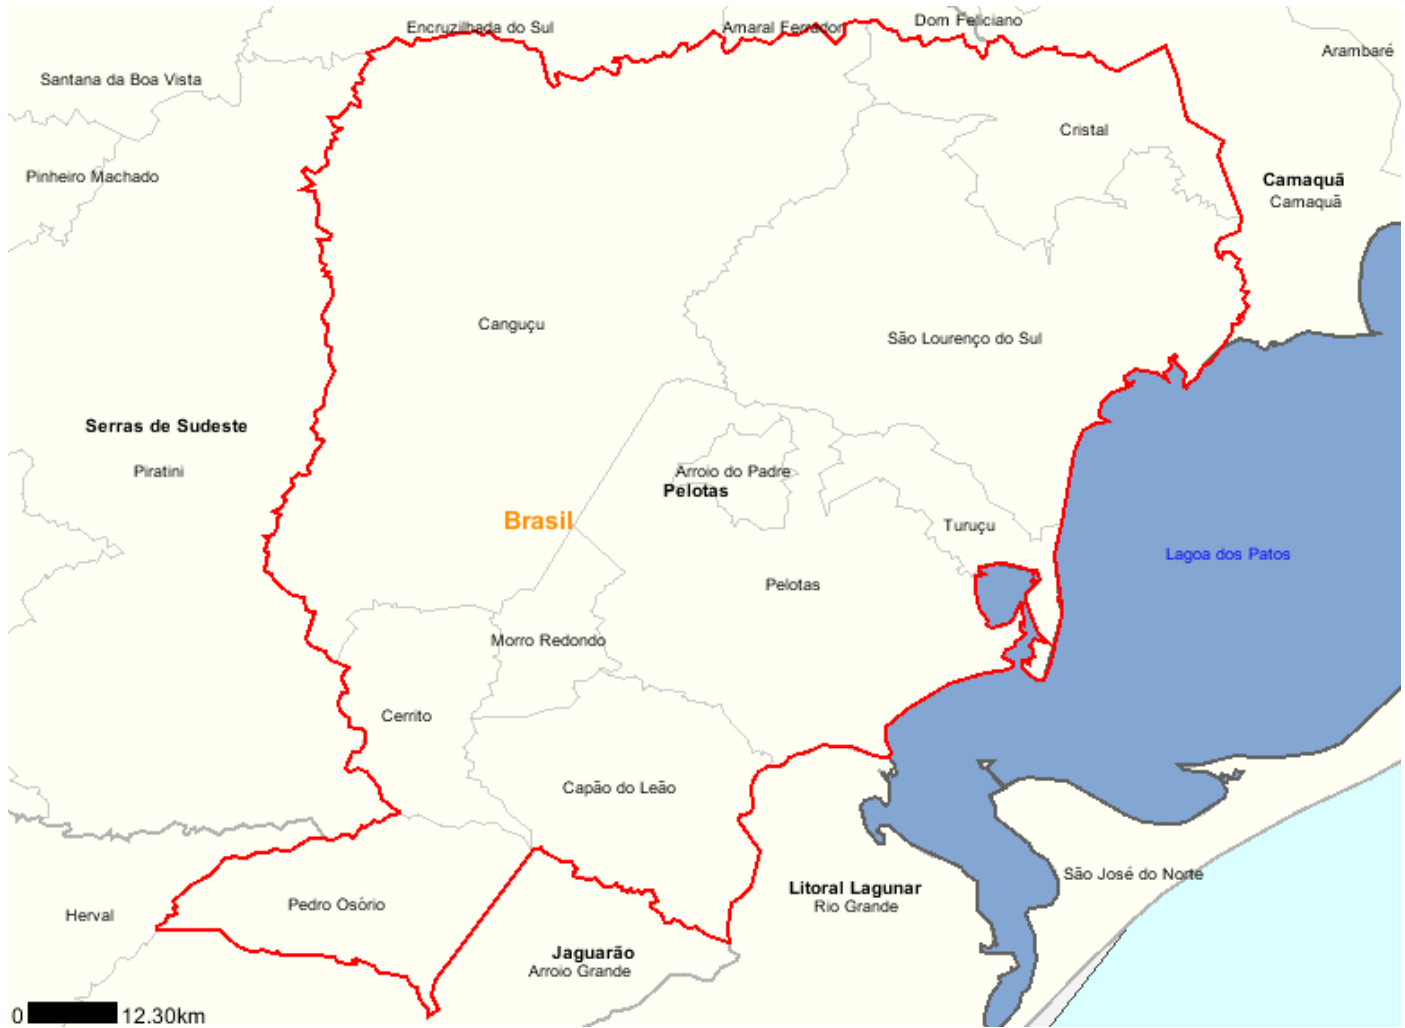 Encruzilhada do Sul
Amaral Ferrador
Dom Feliciano
Arambaré
Santana da Boa Vista
Cristal
Pinheiro Machado
Camaquã
Camaquã
Canguçu
São Lourenço do Sul
Serras de Sudeste
Piratini
Arroio do Padre
Pelotas
Brasil
Turuçu
Lagoa dos Patos
Pelotas
Morro Redondo
Cerrito
Capão do Leão
São José do Norte
Litoral Lagunar
Rio Grande
Pedro Osório
Herval
Jaguarão
Arroio Grande
0 12.30km